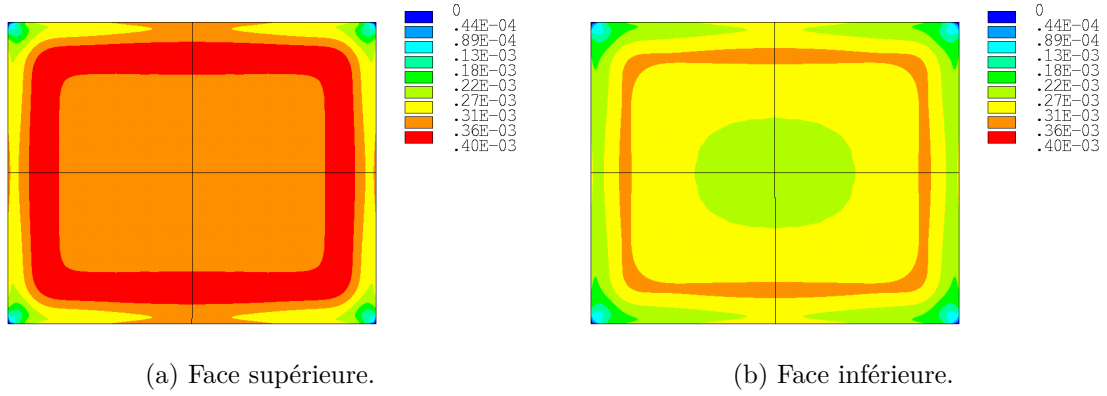 0
.44E-04
.89E-04
.13E-03
.18E-03
.22E-03
.27E-03
.31E-03
.36E-03
.40E-03
0
.44E-04
.89E-04
.13E-03
.18E-03
.22E-03
.27E-03
.31E-03
.36E-03
.40E-03
(a) Face supérieure.
(b) Face inférieure.